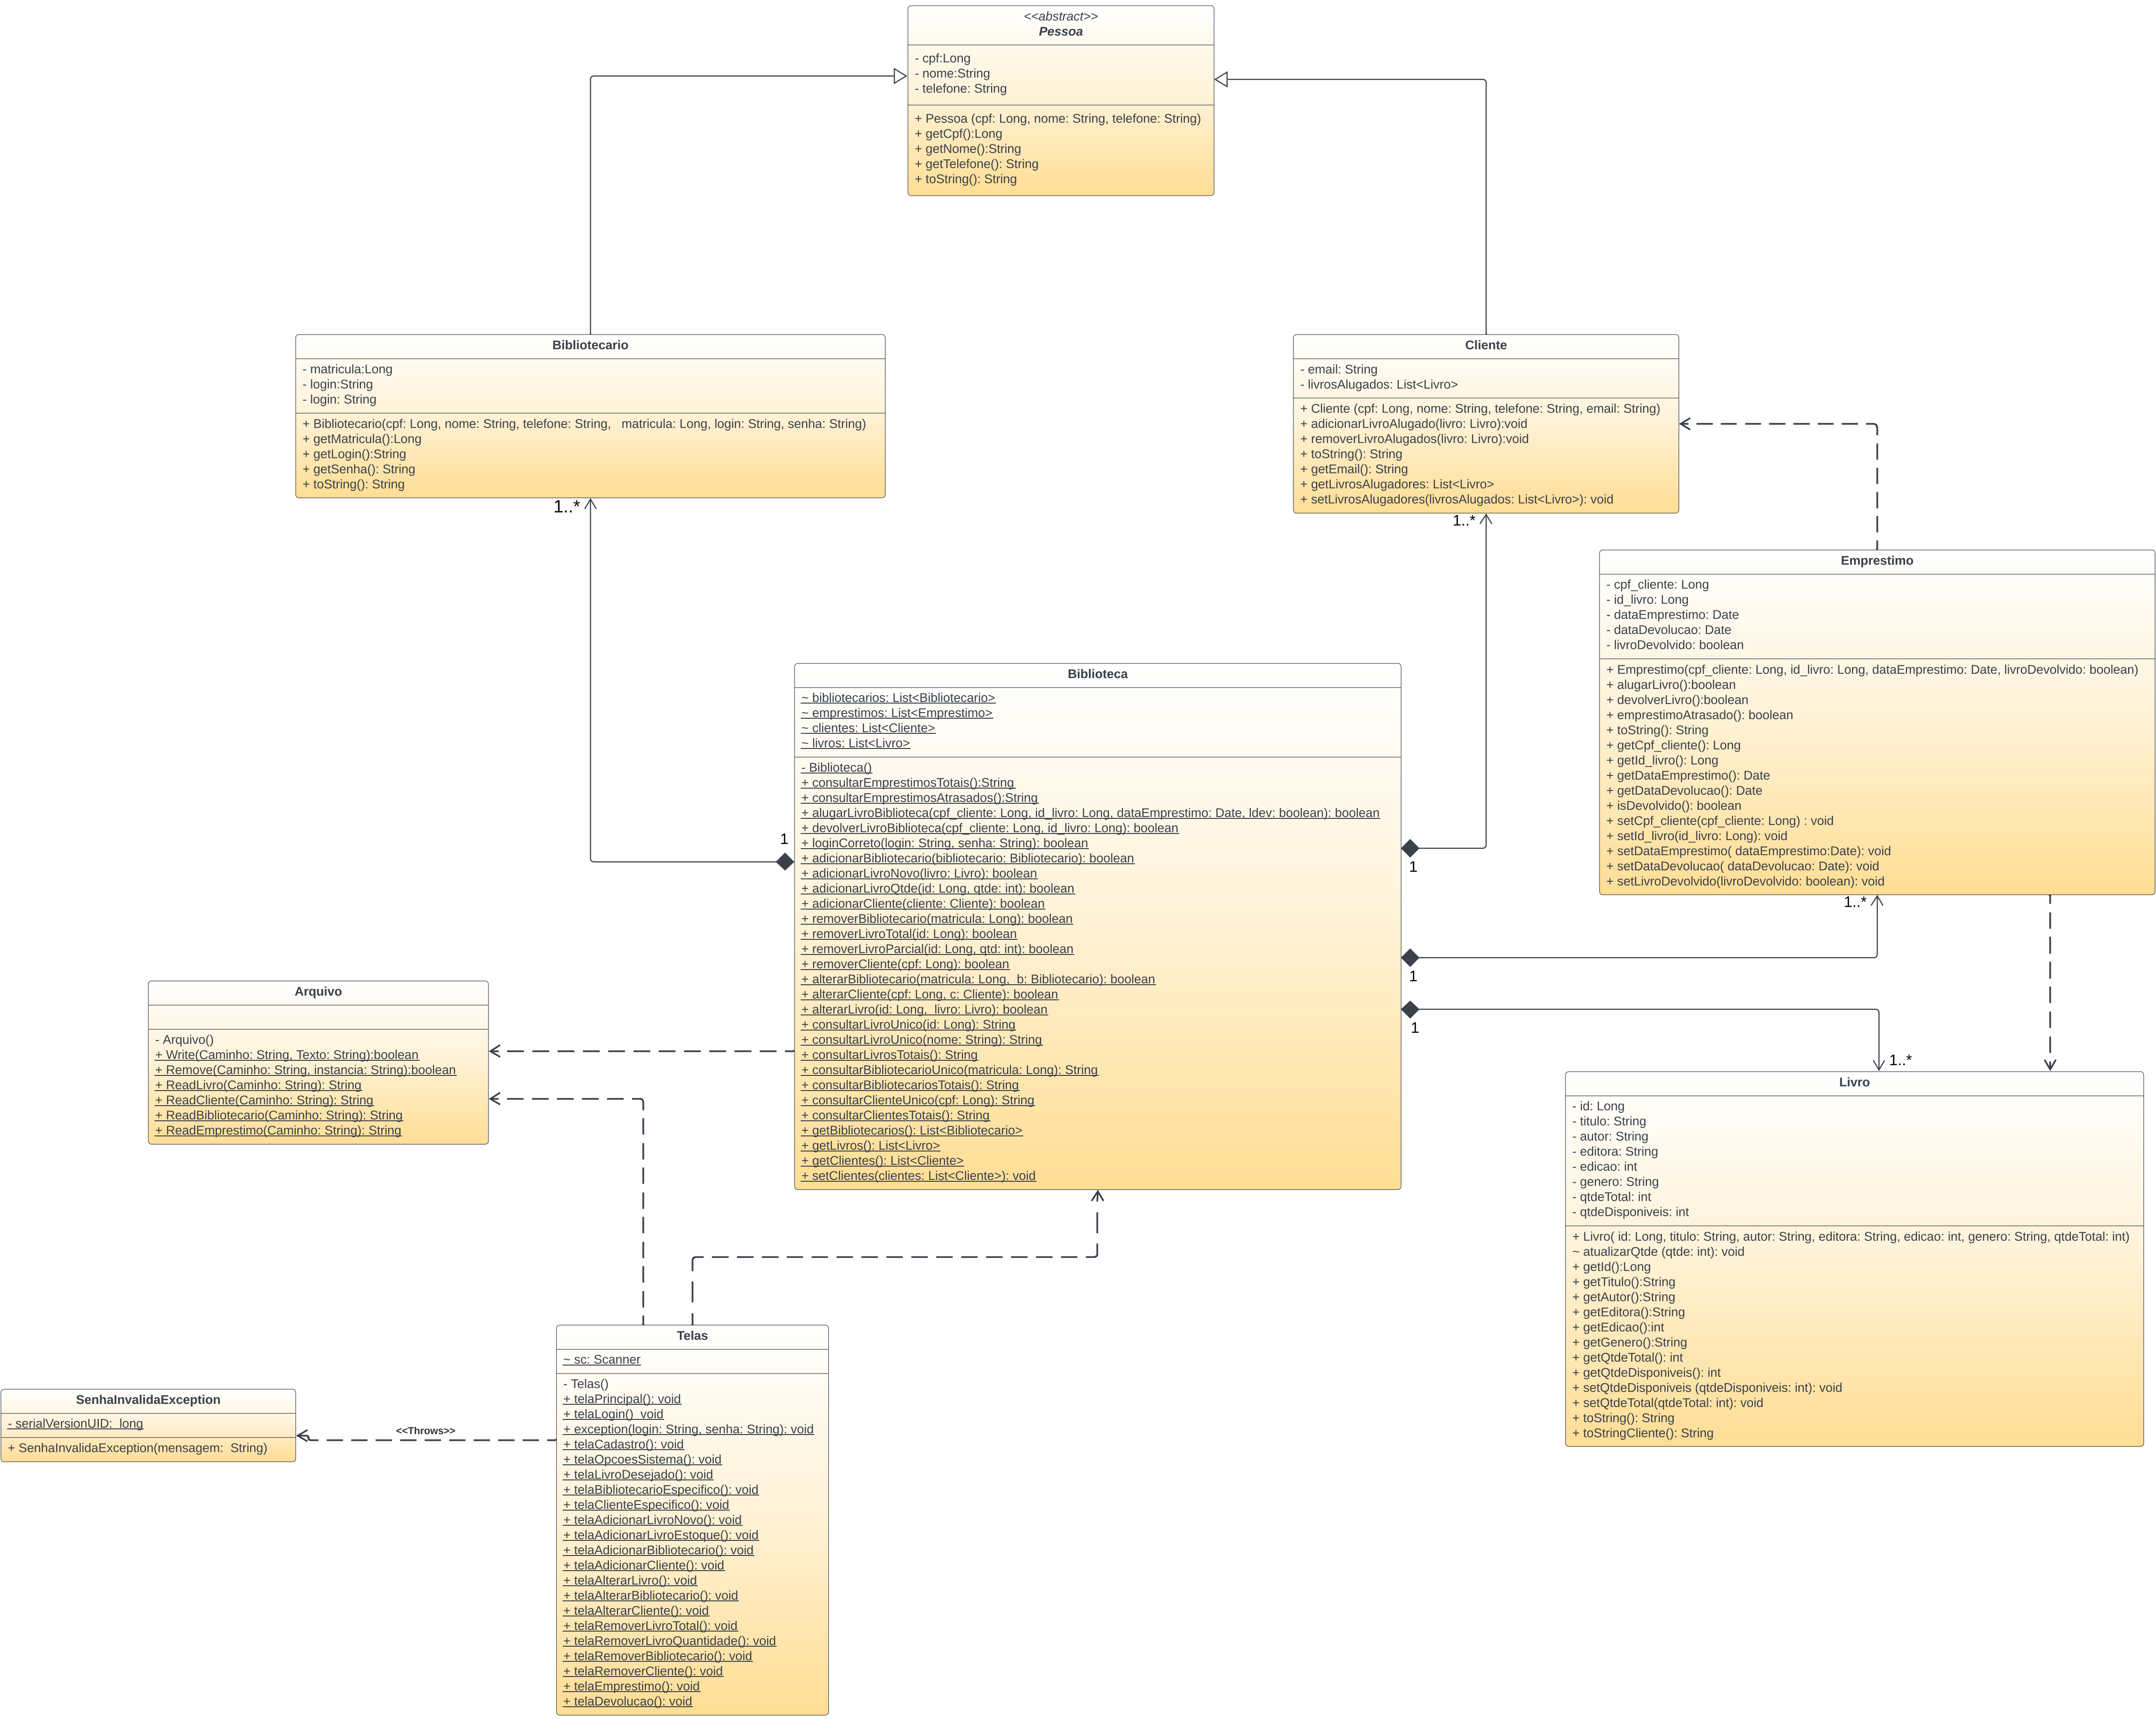 <<abstract>>
Pessoa
- cpf:Long
- nome:String
- telefone: String
+ Pessoa (cpf: Long, nome: String, telefone: String)
+ getCpf():Long
+ getNome():String
+ getTelefone(): String
+ toString(): String
Bibliotecario
- matricula:Long
- login:String
- login: String
+ Bibliotecario(cpf: Long, nome: String, telefone: String,   matricula: Long, login: String, senha: String)
+ getMatricula():Long
+ getLogin():String
+ getSenha(): String
+ toString(): String
1..*
Cliente
- email: String
- livrosAlugados: List<Livro>
+ Cliente (cpf: Long, nome: String, telefone: String, email: String)
+ adicionarLivroAlugado(livro: Livro):void
+ removerLivroAlugados(livro: Livro):void
+ toString(): String
+ getEmail(): String
+ getLivrosAlugadores: List<Livro>
+ setLivrosAlugadores(livrosAlugados: List<Livro>): void
1..*
Emprestimo
- cpf_cliente: Long
- id_livro: Long
- dataEmprestimo: Date
- dataDevolucao: Date
- livroDevolvido: boolean
+ Emprestimo(cpf_cliente: Long, id_livro: Long, dataEmprestimo: Date, livroDevolvido: boolean)
+ alugarLivro():boolean
+ devolverLivro():boolean
+ emprestimoAtrasado(): boolean
+ toString(): String
+ getCpf_cliente(): Long
+ getId_livro(): Long
+ getDataEmprestimo(): Date
+ getDataDevolucao(): Date
+ isDevolvido(): boolean
+ setCpf_cliente(cpf_cliente: Long) : void
+ setId_livro(id_livro: Long): void
+ setDataEmprestimo( dataEmprestimo:Date): void
+ setDataDevolucao( dataDevolucao: Date): void
+ setLivroDevolvido(livroDevolvido: boolean): void
1..*
Biblioteca
~ bibliotecarios: List<Bibliotecario>
~ emprestimos: List<Emprestimo>
~ clientes: List<Cliente>
~ livros: List<Livro>
- Biblioteca()
+ consultarEmprestimosTotais():String
+ consultarEmprestimosAtrasados():String
+ alugarLivroBiblioteca(cpf_cliente: Long, id_livro: Long, dataEmprestimo: Date, ldev: boolean): boolean
+ devolverLivroBiblioteca(cpf_cliente: Long, id_livro: Long): boolean
+ loginCorreto(login: String, senha: String): boolean
+ adicionarBibliotecario(bibliotecario: Bibliotecario): boolean
+ adicionarLivroNovo(livro: Livro): boolean
+ adicionarLivroQtde(id: Long, qtde: int): boolean
+ adicionarCliente(cliente: Cliente): boolean
+ removerBibliotecario(matricula: Long): boolean
+ removerLivroTotal(id: Long): boolean
+ removerLivroParcial(id: Long, qtd: int): boolean
+ removerCliente(cpf: Long): boolean
+ alterarBibliotecario(matricula: Long,  b: Bibliotecario): boolean
+ alterarCliente(cpf: Long, c: Cliente): boolean
+ alterarLivro(id: Long,  livro: Livro): boolean
+ consultarLivroUnico(id: Long): String
+ consultarLivroUnico(nome: String): String
+ consultarLivrosTotais(): String
+ consultarBibliotecarioUnico(matricula: Long): String
+ consultarBibliotecariosTotais(): String
+ consultarClienteUnico(cpf: Long): String
+ consultarClientesTotais(): String
+ getBibliotecarios(): List<Bibliotecario>
+ getLivros(): List<Livro>
+ getClientes(): List<Cliente>
+ setClientes(clientes: List<Cliente>): void
1
1
1
1
1..*
Arquivo
- Arquivo()
+ Write(Caminho: String, Texto: String):boolean
+ Remove(Caminho: String, instancia: String):boolean
+ ReadLivro(Caminho: String): String
+ ReadCliente(Caminho: String): String
+ ReadBibliotecario(Caminho: String): String
+ ReadEmprestimo(Caminho: String): String
Livro
- id: Long
- titulo: String
- autor: String
- editora: String
- edicao: int
- genero: String
- qtdeTotal: int
- qtdeDisponiveis: int
+ Livro( id: Long, titulo: String, autor: String, editora: String, edicao: int, genero: String, qtdeTotal: int)
~ atualizarQtde (qtde: int): void
+ getId():Long
+ getTitulo():String
+ getAutor():String
+ getEditora():String
+ getEdicao():int
+ getGenero():String
+ getQtdeTotal(): int
+ getQtdeDisponiveis(): int
+ setQtdeDisponiveis (qtdeDisponiveis: int): void
+ setQtdeTotal(qtdeTotal: int): void
+ toString(): String
+ toStringCliente(): String
Telas
~ sc: Scanner
- Telas()
+ telaPrincipal(): void
+ telaLogin()  void
+ exception(login: String, senha: String): void
+ telaCadastro(): void
+ telaOpcoesSistema(): void
+ telaLivroDesejado(): void
+ telaBibliotecarioEspecifico(): void
+ telaClienteEspecifico(): void
+ telaAdicionarLivroNovo(): void
+ telaAdicionarLivroEstoque(): void
+ telaAdicionarBibliotecario(): void
+ telaAdicionarCliente(): void
+ telaAlterarLivro(): void
+ telaAlterarBibliotecario(): void
+ telaAlterarCliente(): void
+ telaRemoverLivroTotal(): void
+ telaRemoverLivroQuantidade(): void
+ telaRemoverBibliotecario(): void
+ telaRemoverCliente(): void
+ telaEmprestimo(): void
+ telaDevolucao(): void
SenhaInvalidaException
- serialVersionUID:  long
+ SenhaInvalidaException(mensagem:  String)
<<Throws>>